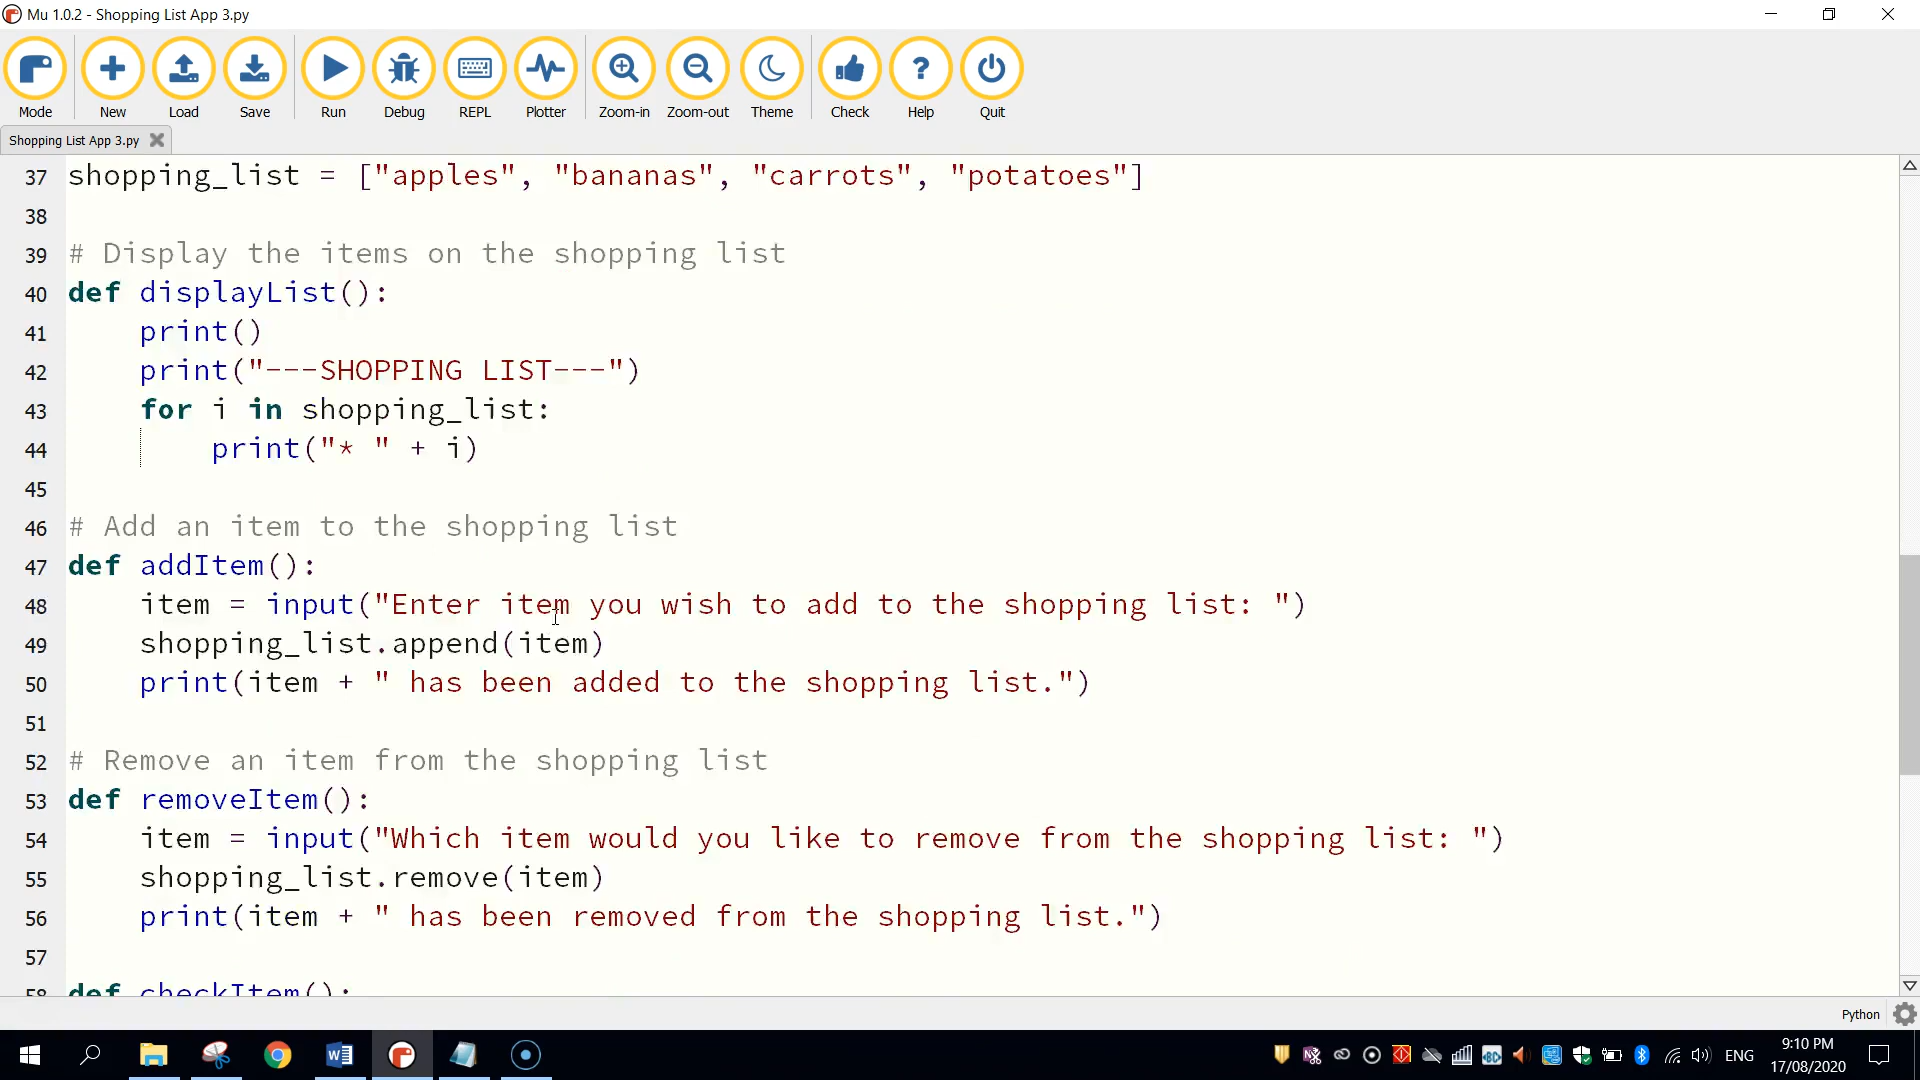 Mu 1.0.2 - Shopping List App 3.py
Mode New Load Save Run Debug REPL Plotter Zoom-in Zoom-out Theme Check Help Quit
Shopping List App 3.py
37 shopping_list = ["apples", "bananas", "carrots", "potatoes"]
38
39 # Display the items on the shopping list
40 def displayList():
41 print()
42 print("---SHOPPING LIST---")
43 for i in shopping_list:
44 print("* " + i)
45
46 # Add an item to the shopping list
47 def addItem():
48 item = input("Enter item you wish to add to the shopping list: ")
49 shopping_list.append(item)
50 print(item + " has been added to the shopping list.")
51
52 # Remove an item from the shopping list
53 def removeItem():
54 item = input("Which item would you like to remove from the shopping list: ")
55 shopping_list.remove(item)
56 print(item + " has been removed from the shopping list.")
57
58 def checkItem():
Python
ENG
9:10 PM
17/08/2020